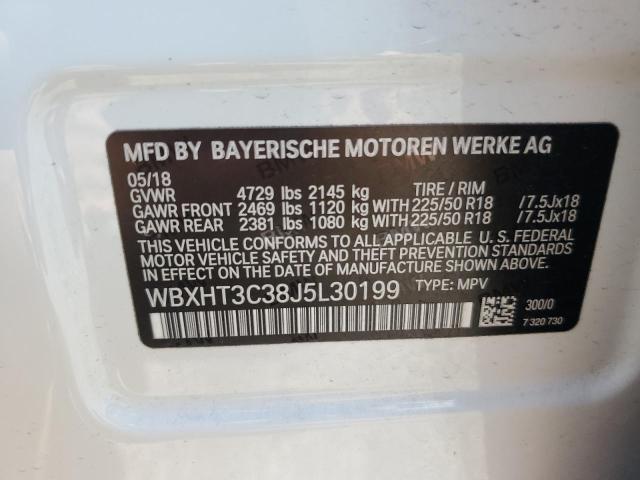 MFD BY BAYERISCHE MOTOREN WERKE AG
05/18
GVWR 4729 lbs 2145 kg TIRE / RIM
GAWR FRONT 2469 lbs 1120 kg WITH 225/50 R18 /7.5Jx18
GAWR REAR 2381 lbs 1080 kg WITH 225/50 R18 /7.5Jx18
THIS VEHICLE CONFORMS TO ALL APPLICABLE U. S. FEDERAL
MOTOR VEHICLE SAFETY AND THEFT PREVENTION STANDARDS
IN EFFECT ON THE DATE OF MANUFACTURE SHOWN ABOVE.
WBXHT3C38J5L30199 TYPE: MPV
300/0
7 320 730